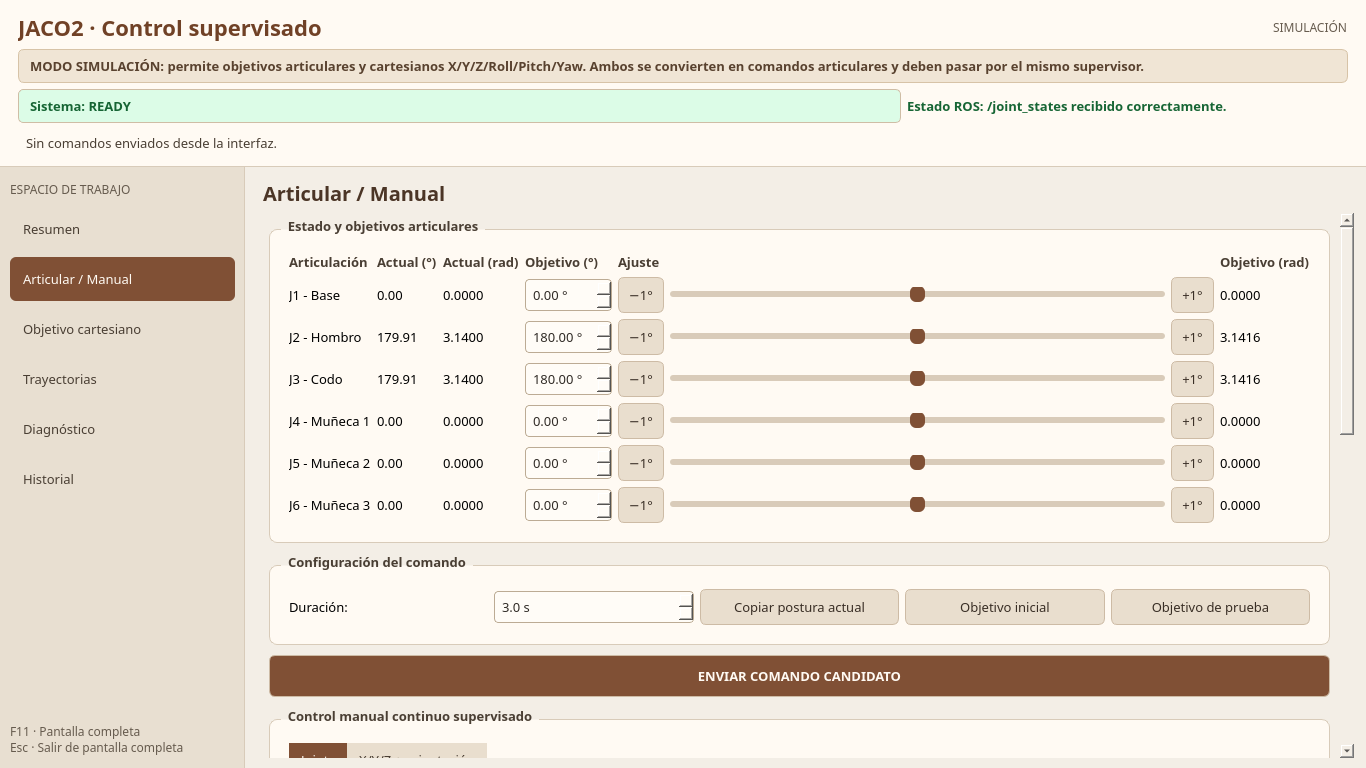 JACO2 · Control supervisado
SIMULACIÓN
MODO SIMULACIÓN: permite objetivos articulares y cartesianos X/Y/Z/Roll/Pitch/Yaw. Ambos se convierten en comandos articulares y deben pasar por el mismo supervisor.
Sistema: READY
Estado ROS: /joint_states recibido correctamente.
Sin comandos enviados desde la interfaz.
ESPACIO DE TRABAJO
Resumen
Articular / Manual
Objetivo cartesiano
Trayectorias
Diagnóstico
Historial
F11 · Pantalla completa
Esc · Salir de pantalla completa
Articular / Manual
Estado y objetivos articulares
Articulación Actual (°) Actual (rad) Objetivo (°) Ajuste Objetivo (rad)
J1 - Base 0.00 0.0000 0.00 ° −1° +1° 0.0000
J2 - Hombro 179.91 3.1400 180.00 ° −1° +1° 3.1416
J3 - Codo 179.91 3.1400 180.00 ° −1° +1° 3.1416
J4 - Muñeca 1 0.00 0.0000 0.00 ° −1° +1° 0.0000
J5 - Muñeca 2 0.00 0.0000 0.00 ° −1° +1° 0.0000
J6 - Muñeca 3 0.00 0.0000 0.00 ° −1° +1° 0.0000
Configuración del comando
Duración: 3.0 s Copiar postura actual Objetivo inicial Objetivo de prueba
ENVIAR COMANDO CANDIDATO
Control manual continuo supervisado